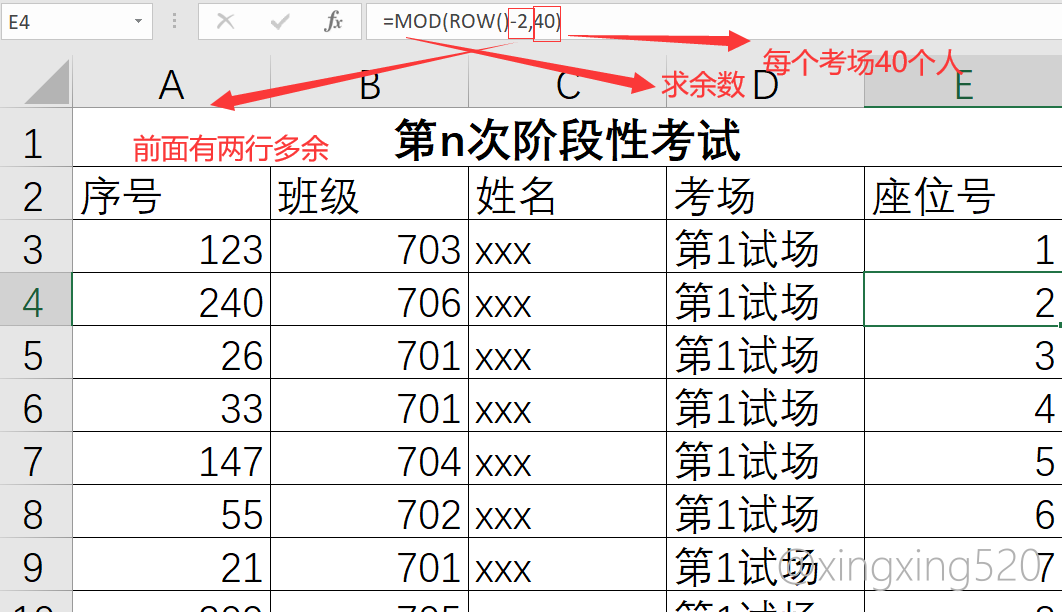 E4 fx =MOD(ROW()-2,40)
每个考场40个人
A B C 求余数 D E
前面有两行多余
1 第n次阶段性考试
2 序号 班级 姓名 考场 座位号
3 123 703 xxx 第1试场 1
4 240 706 xxx 第1试场 2
5 26 701 xxx 第1试场 3
6 33 701 xxx 第1试场 4
7 147 704 xxx 第1试场 5
8 55 702 xxx 第1试场 6
9 21 701 xxx 第1试场 7
@xingxing520